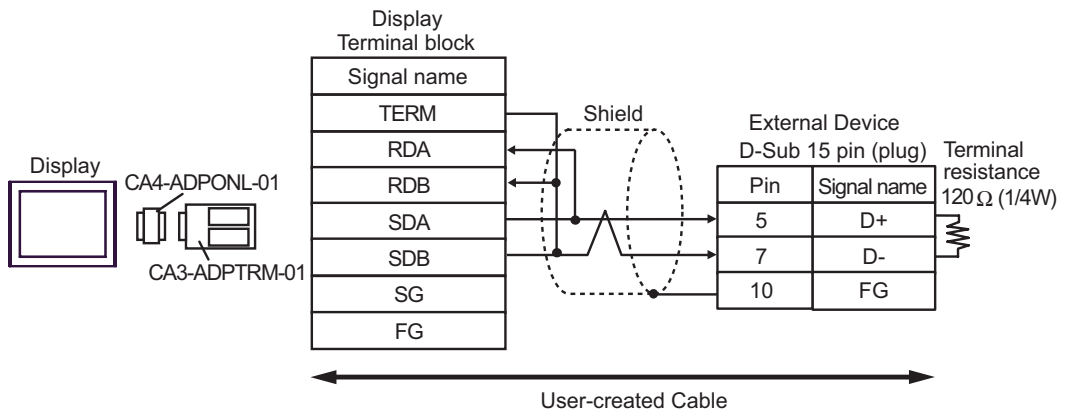 Display
Terminal block
Signal name
TERM
RDA
RDB
SDA
SDB
SG
FG
Display
CA4-ADPONL-01
CA3-ADPTRM-01
Shield
External Device
D-Sub 15 pin (plug)
Pin Signal name
5 D+
7 D-
10 FG
Terminal
resistance
120 Ω (1/4W)
User-created Cable